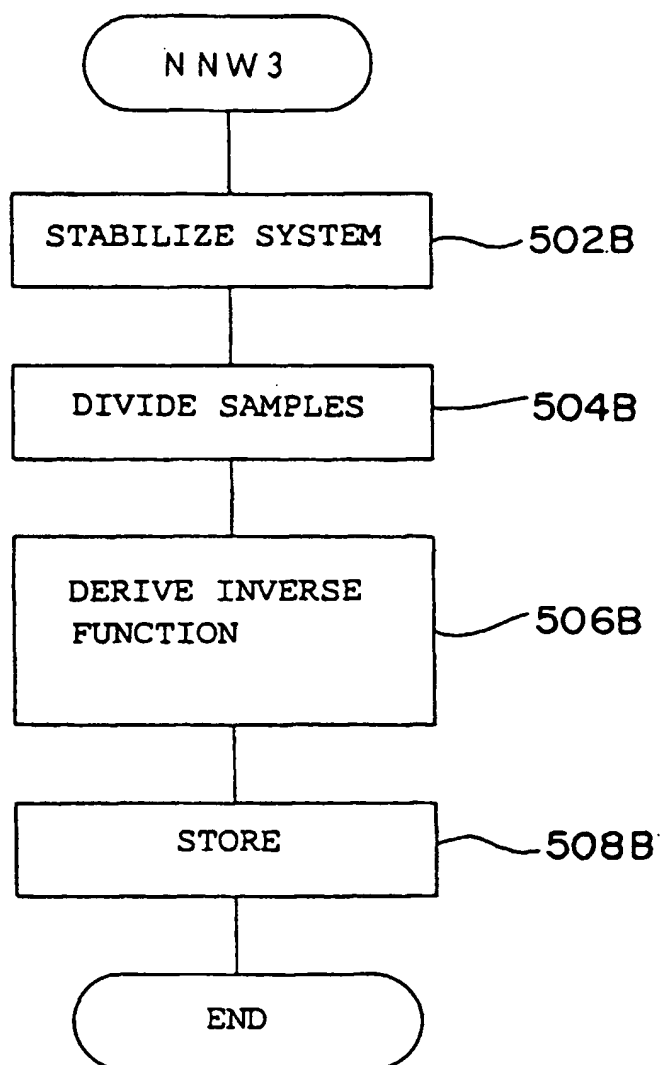 NNW3
STABILIZE SYSTEM
502B
DIVIDE SAMPLES
504B
DERIVE INVERSE
FUNCTION
506B
STORE
508B
END